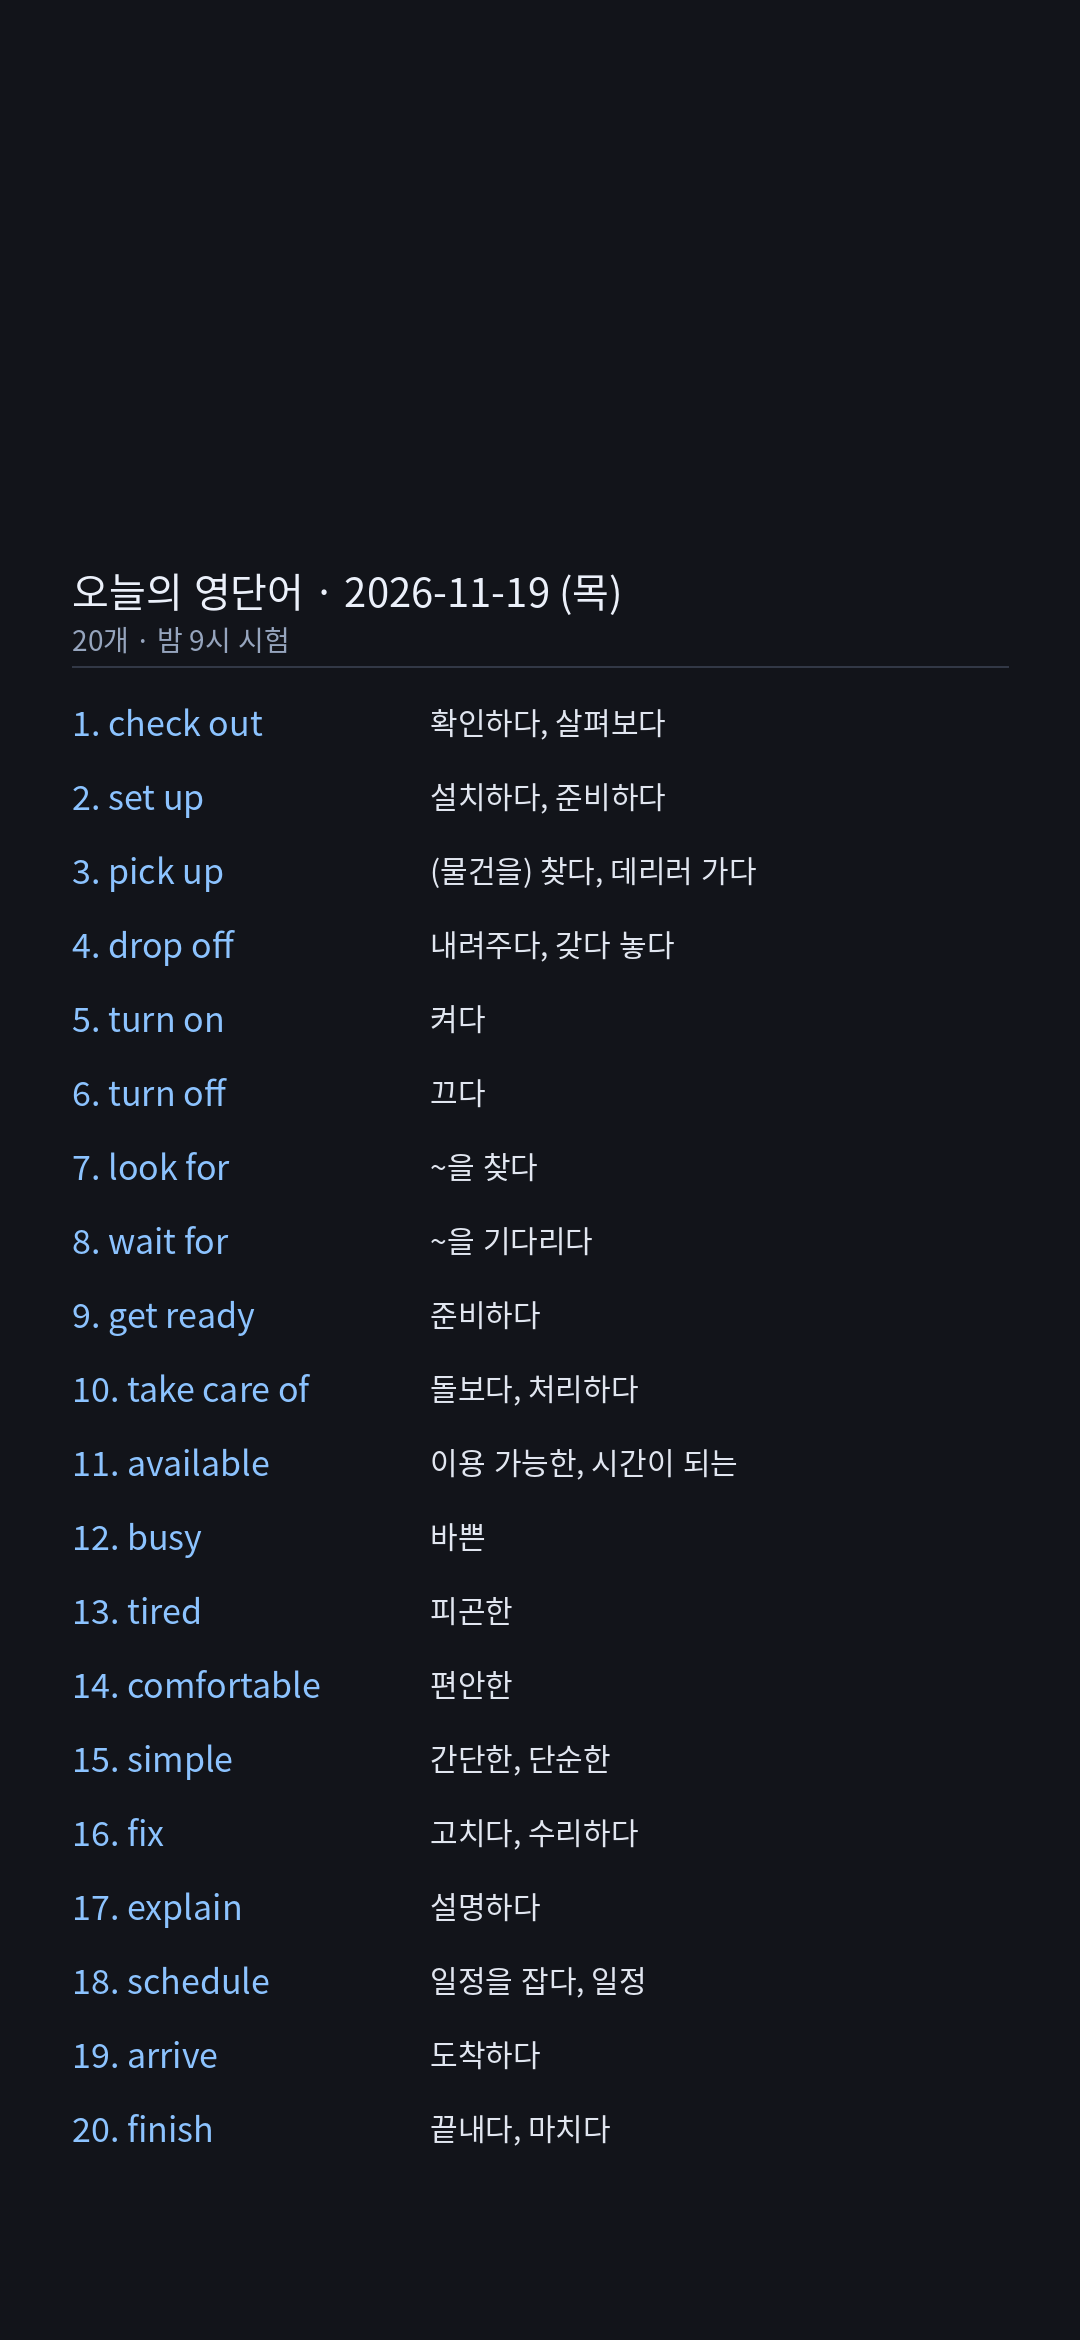 오늘의 영단어 · 2026-11-19 (목)
20개 · 밤 9시 시험
1. check out 확인하다, 살펴보다
2. set up 설치하다, 준비하다
3. pick up (물건을) 찾다, 데리러 가다
4. drop off 내려주다, 갖다 놓다
5. turn on 켜다
6. turn off 끄다
7. look for ~을 찾다
8. wait for ~을 기다리다
9. get ready 준비하다
10. take care of 돌보다, 처리하다
11. available 이용 가능한, 시간이 되는
12. busy 바쁜
13. tired 피곤한
14. comfortable 편안한
15. simple 간단한, 단순한
16. fix 고치다, 수리하다
17. explain 설명하다
18. schedule 일정을 잡다, 일정
19. arrive 도착하다
20. finish 끝내다, 마치다